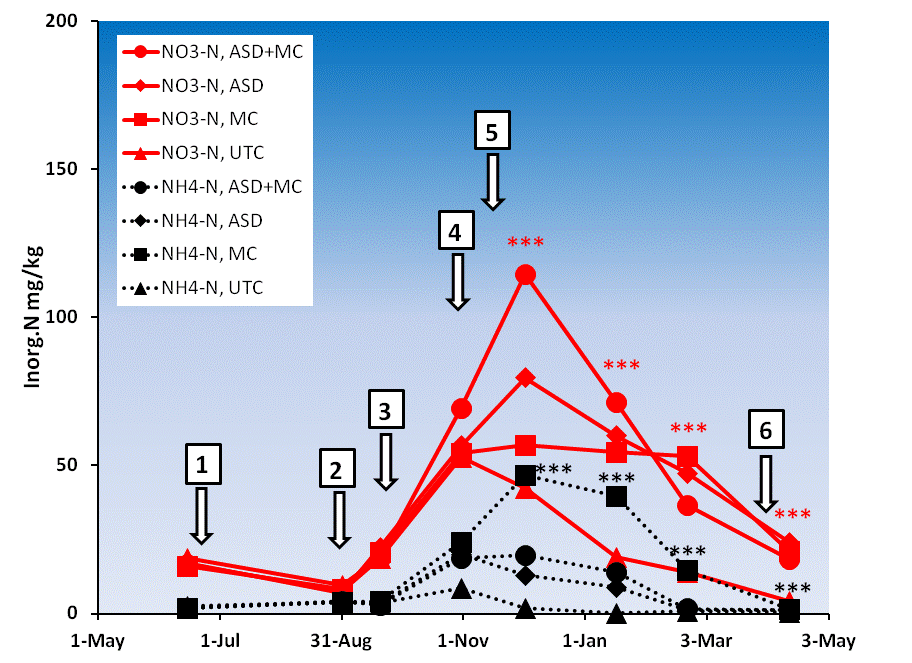 200
150
100
50
0
Inorg.N mg/kg
NO3-N, ASD+MC
NO3-N, ASD
NO3-N, MC
NO3-N, UTC
NH4-N, ASD+MC
NH4-N, ASD
NH4-N, MC
NH4-N, UTC
1
2
3
4
5
6
***
***
***
***
***
***
***
***
1-May
1-Jul
31-Aug
1-Nov
1-Jan
3-Mar
3-May